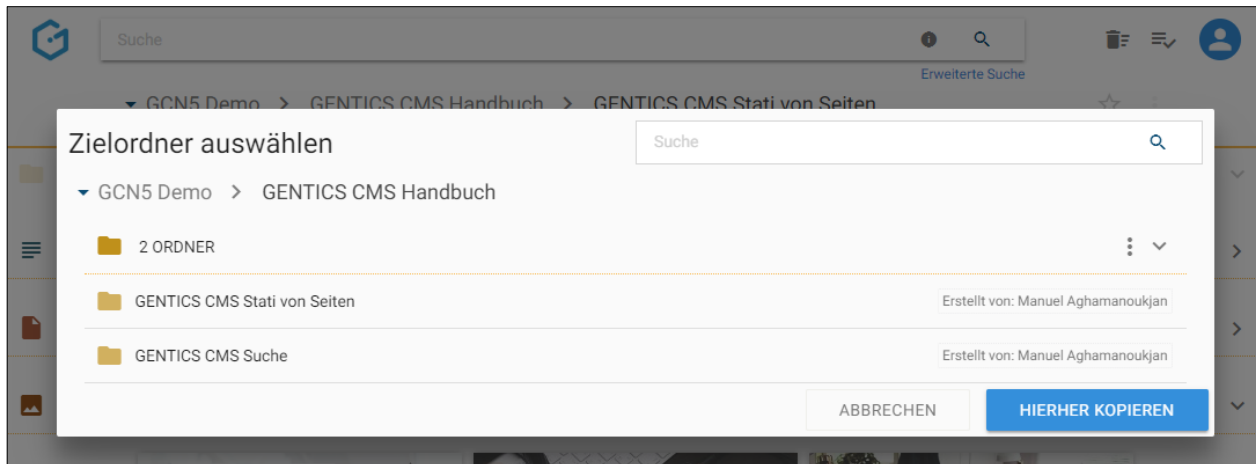 Suche
Erweiterte Suche
GCN5 Demo > GENTICS CMS Handbuch > GENTICS CMS Stati von Seiten
Zielordner auswählen
Suche
GCN5 Demo > GENTICS CMS Handbuch
2 ORDNER
GENTICS CMS Stati von Seiten Erstellt von: Manuel Aghamanoukjan
GENTICS CMS Suche Erstellt von: Manuel Aghamanoukjan
ABBRECHEN HIERHER KOPIEREN